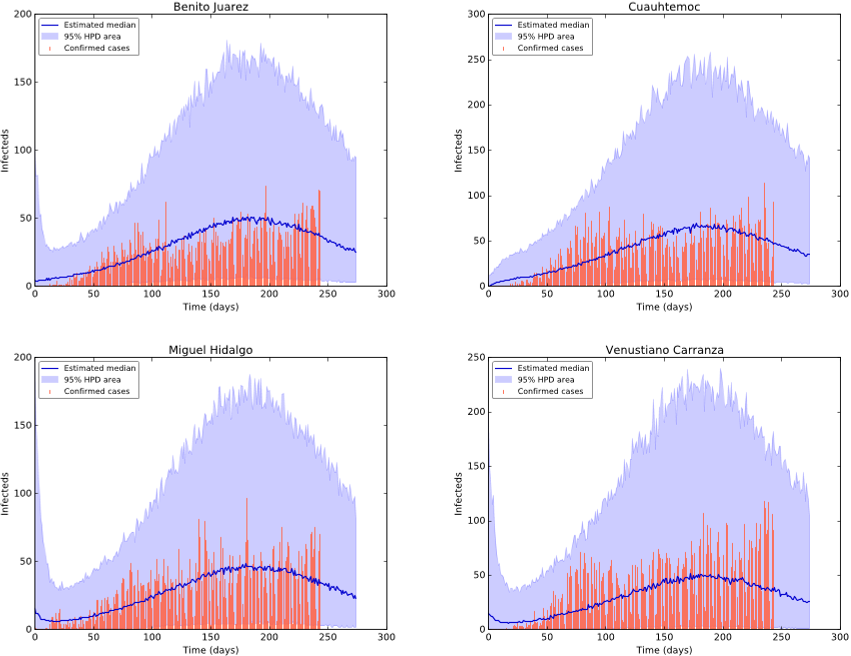 Benito Juarez
200
150
100
50
0
Infecteds
Estimated median
95% HPD area
Confirmed cases
0 50 100 150 200 250 300
Time (days)
Cuauhtemoc
300
250
200
150
100
50
0
Infecteds
Estimated median
95% HPD area
Confirmed cases
0 50 100 150 200 250 300
Time (days)
Miguel Hidalgo
200
150
100
50
0
Infecteds
Estimated median
95% HPD area
Confirmed cases
0 50 100 150 200 250 300
Time (days)
Venustiano Carranza
250
200
150
100
50
0
Infecteds
Estimated median
95% HPD area
Confirmed cases
0 50 100 150 200 250 300
Time (days)